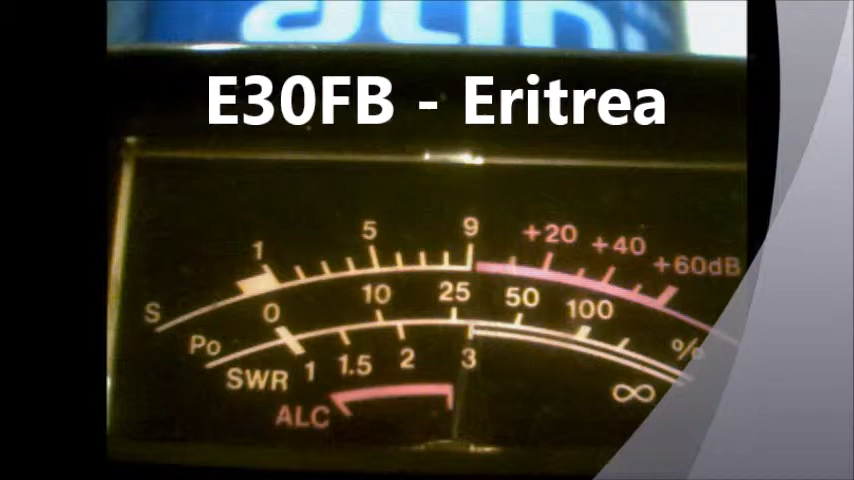 E30FB - Eritrea
1 5 9 +20 +40 +60dB
S
0 10 25 50 100 %
Po
SWR 1 1.5 2 3 ∞
ALC